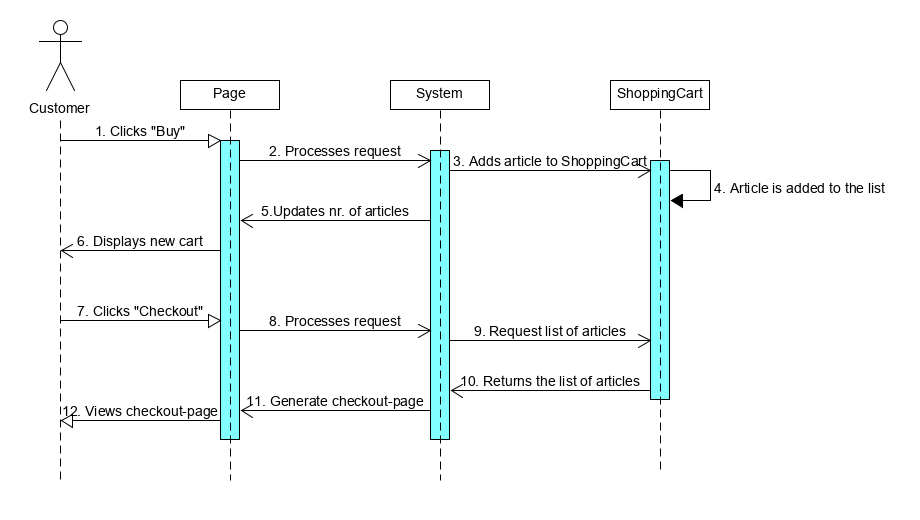 Customer
Page
System
ShoppingCart
1. Clicks "Buy"
2. Processes request
3. Adds article to ShoppingCart
4. Article is added to the list
5.Updates nr. of articles
6. Displays new cart
7. Clicks "Checkout"
8. Processes request
9. Request list of articles
10. Returns the list of articles
11. Generate checkout-page
12. Views checkout-page